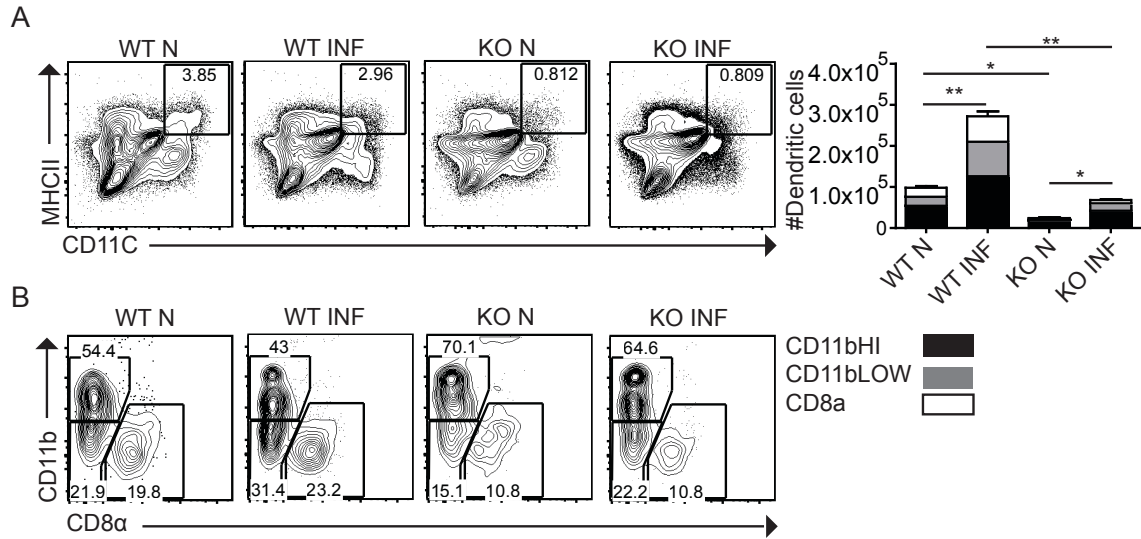 A
WT N
WT INF
KO N
KO INF
3.85
2.96
0.812
0.809
MHCII
CD11C
#Dendritic cells
4.0x10⁵
3.0x10⁵
2.0x10⁵
1.0x10⁵
0
**
*
**
*
WT N
WT INF
KO N
KO INF
B
WT N
WT INF
KO N
KO INF
54.4
43
70.1
64.6
21.9
19.8
31.4
23.2
15.1
10.8
22.2
10.8
CD11b
CD8α
CD11bHI
CD11bLOW
CD8a